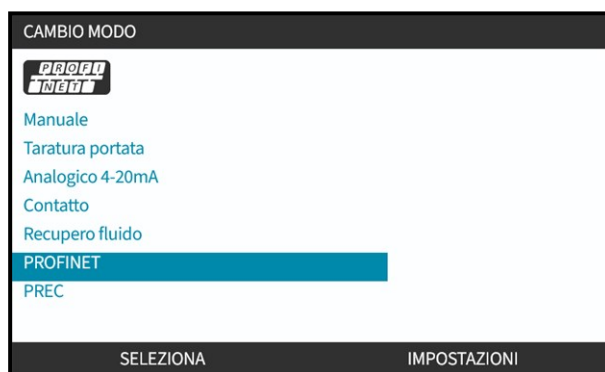 CAMBIO MODO
PROFI
NET
Manuale
Taratura portata
Analogico 4-20mA
Contatto
Recupero fluido
PROFINET
PREC
SELEZIONA IMPOSTAZIONI